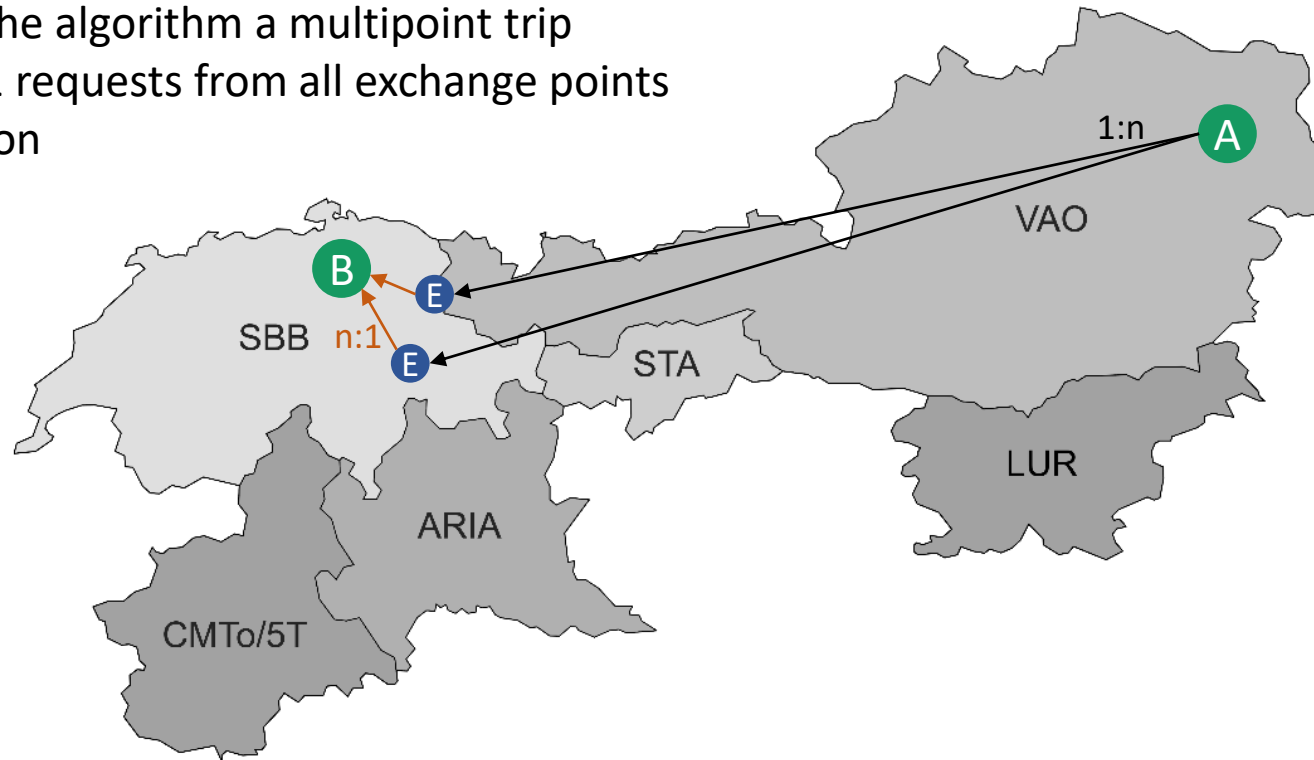 he algorithm a multipoint trip
requests from all exchange points
on
1:n
A
VAO
B
E
SBB
n:1
E
STA
LUR
ARIA
CMTo/5T